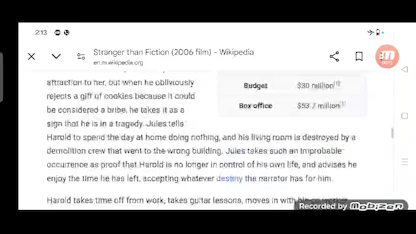 2:13
Stranger than Fiction (2006 film) - Wikipedia
en.m.wikipedia.org
attraction to her, but when he obliviously
rejects a gift of cookies because it could
be considered a bribe, he takes it as a
sign that he is in a tragedy. Jules tells
Budget $30 million
Box office $53.7 million
Harold to spend the day at home doing nothing, and his living room is destroyed by a
demolition crew that went to the wrong building. Jules takes such an improbable
occurrence as proof that Harold is no longer in control of his own life, and advises he
enjoy the time he has left, accepting whatever destiny the narrator has for him.
Harold takes time off from work, takes guitar lessons, moves in with his
Recorded by
Mobizen